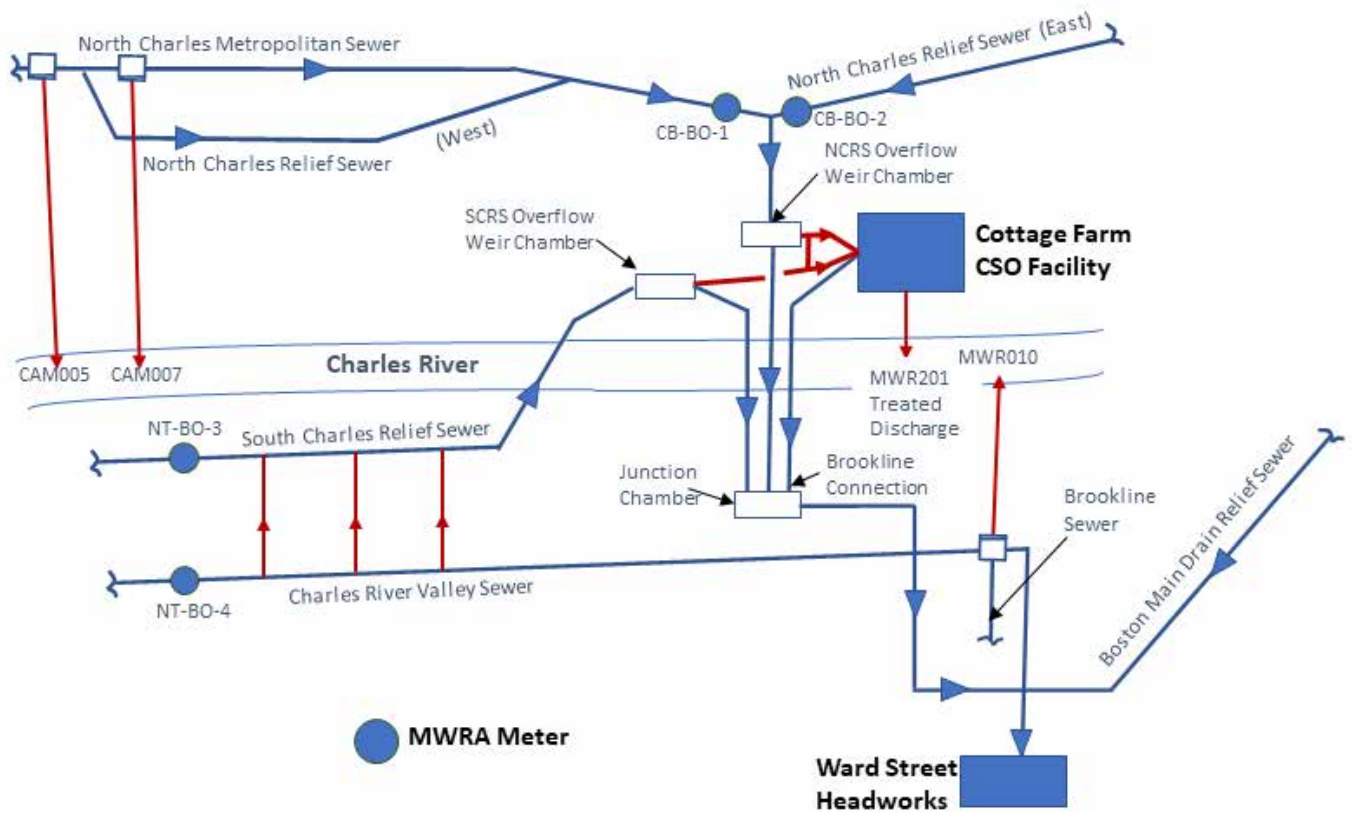 North Charles Metropolitan Sewer
North Charles Relief Sewer (East)
CB-BO-1
CB-BO-2
(West)
North Charles Relief Sewer
NCRS Overflow
Weir Chamber
SCRS Overflow
Weir Chamber
Cottage Farm
CSO Facility
Charles River
CAM005
CAM007
MWR010
MWR201
Treated
Discharge
NT-BO-3
South Charles Relief Sewer
Junction
Chamber
Brookline
Connection
Brookline
Sewer
Boston Main Drain Relief Sewer
Charles River Valley Sewer
NT-BO-4
MWRA Meter
Ward Street
Headworks